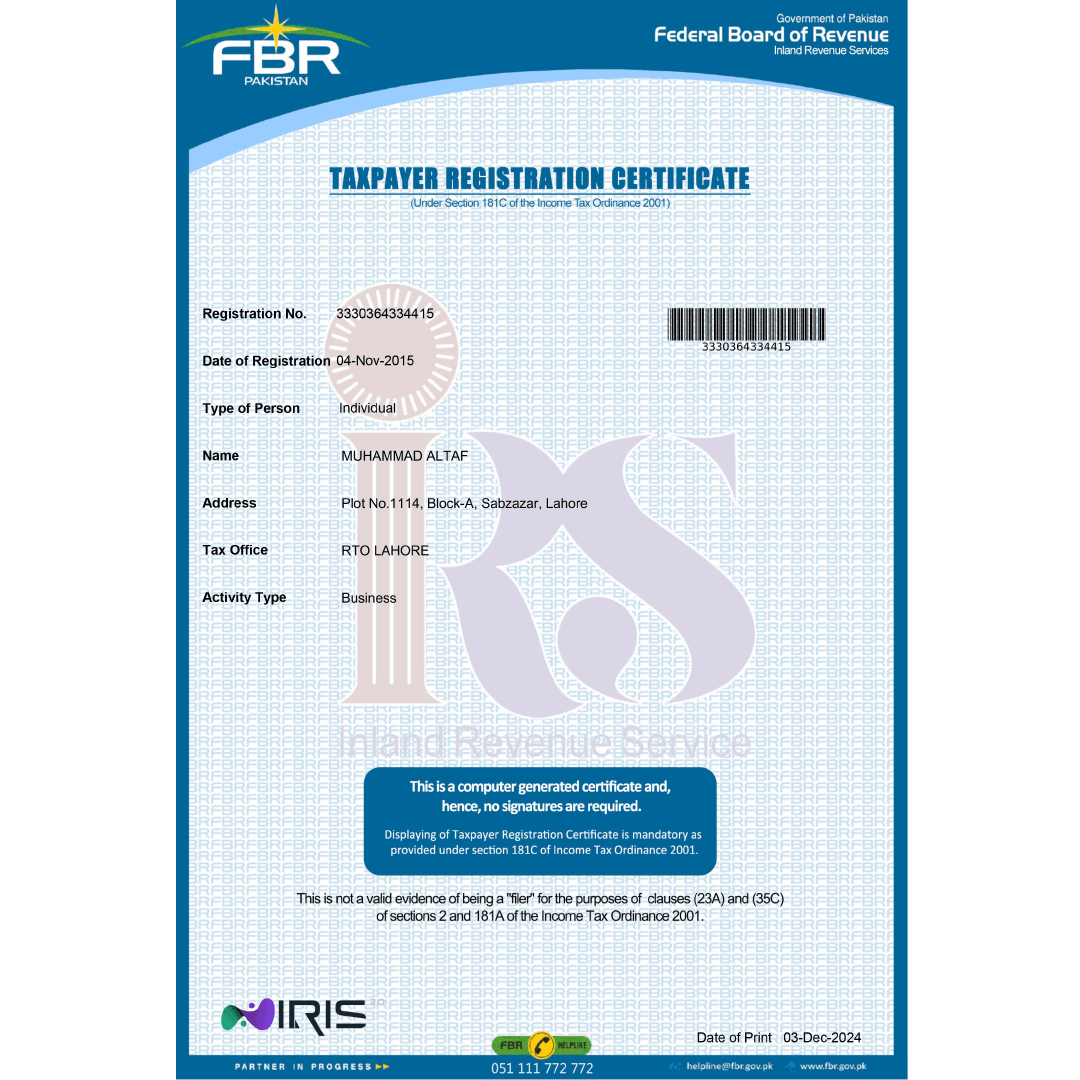 FBR
PAKISTAN
Government of Pakistan
Federal Board of Revenue
Inland Revenue Services
TAXPAYER REGISTRATION CERTIFICATE
(Under Section 181C of the Income Tax Ordinance 2001)
Registration No. 3330364334415
3330364334415
Date of Registration 04-Nov-2015
Type of Person Individual
Name MUHAMMAD ALTAF
Address Plot No.1114, Block-A, Sabzazar, Lahore
Tax Office RTO LAHORE
Activity Type Business
iRS
Inland Revenue Service
This is a computer generated certificate and,
hence, no signatures are required.
Displaying of Taxpayer Registration Certificate is mandatory as
provided under section 181C of Income Tax Ordinance 2001.
This is not a valid evidence of being a "filer" for the purposes of clauses (23A) and (35C)
of sections 2 and 181A of the Income Tax Ordinance 2001.
IRIS 2.0
Date of Print 03-Dec-2024
FBR HELPLINE
PARTNER IN PROGRESS
051 111 772 772
helpline@fbr.gov.pk www.fbr.gov.pk